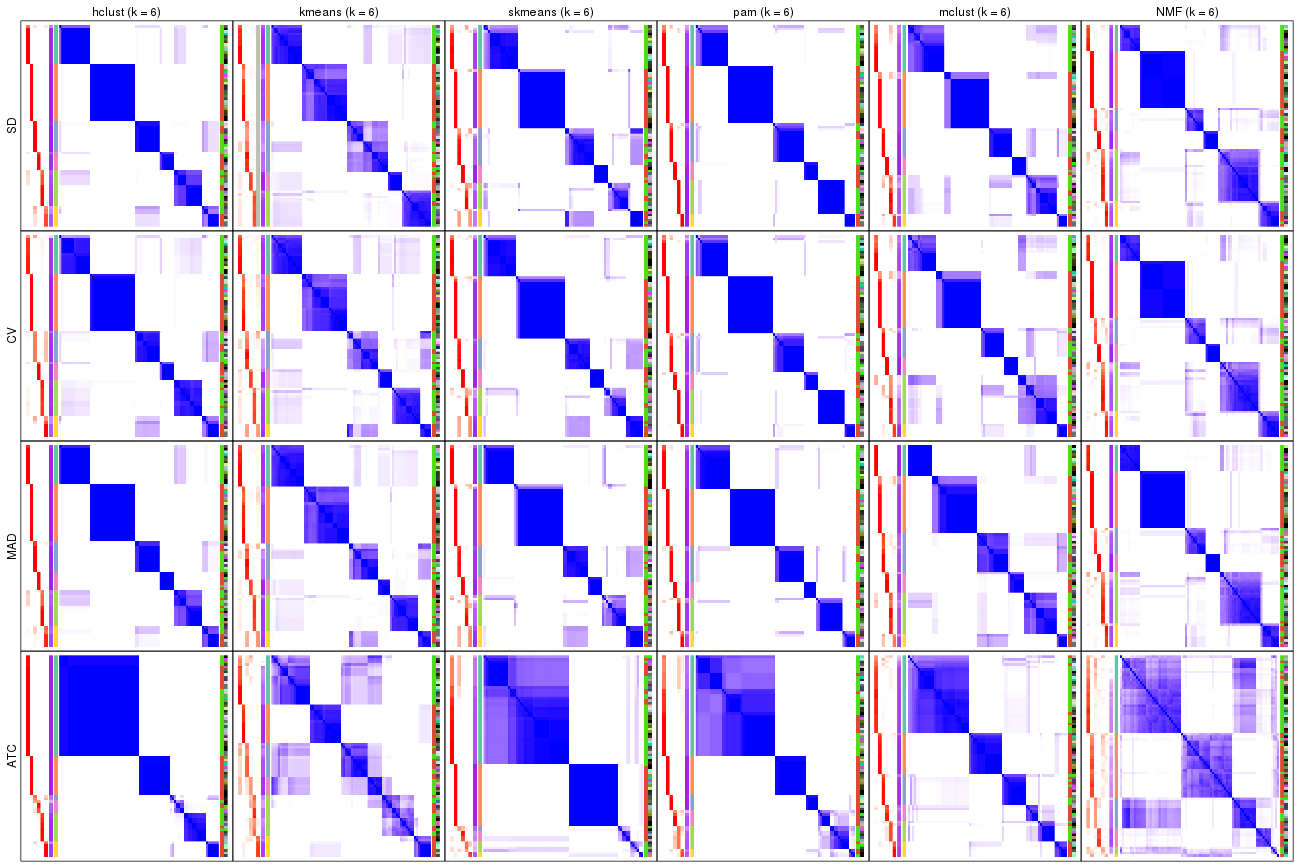 hclust (k = 6) kmeans (k = 6) skmeans (k = 6) pam (k = 6) mclust (k = 6) NMF (k = 6)
SD
CV
MAD
ATC